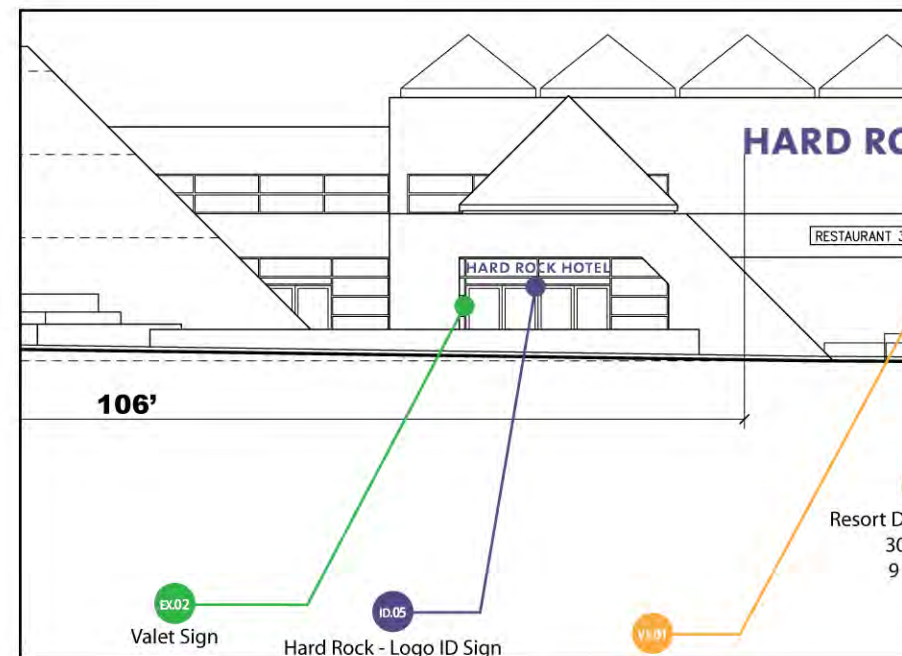 HARD RO
RESTAURANT 3
HARD ROCK HOTEL
106'
Resort D
30
9
EX.02
Valet Sign
ID.05
Hard Rock - Logo ID Sign